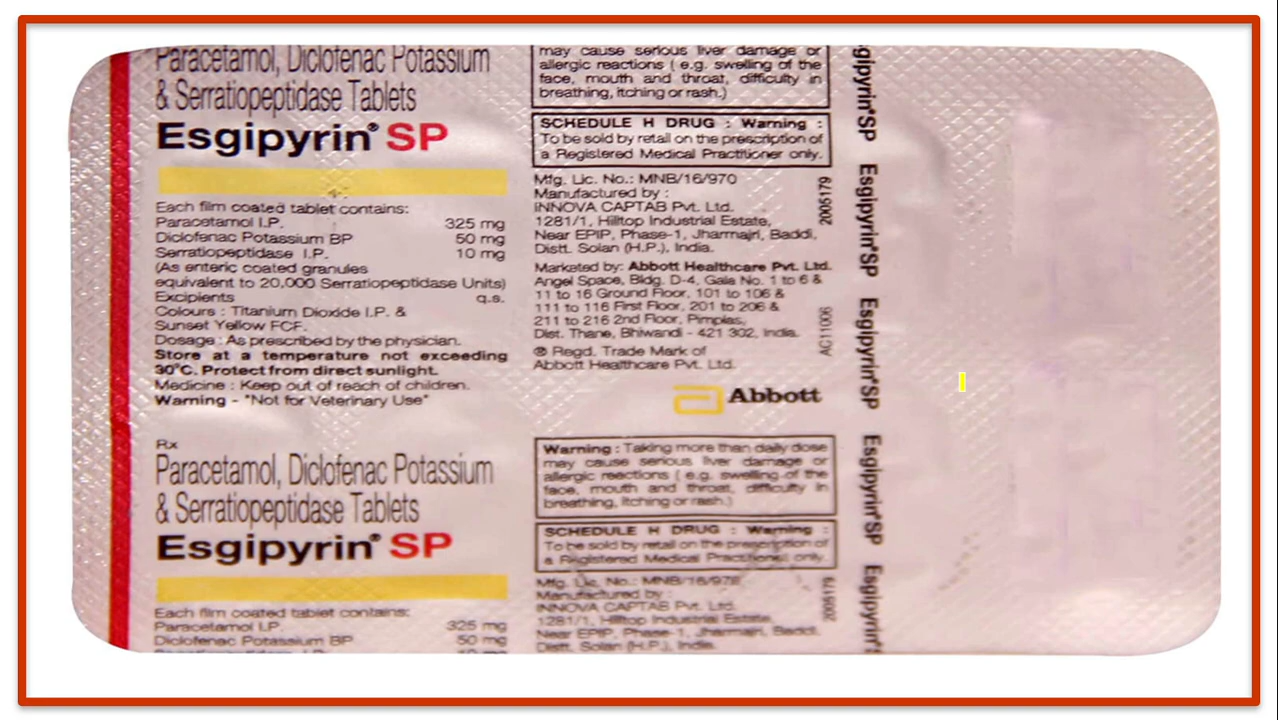 Paracetamol, Diclofenac Potassium
& Serratiopeptidase Tablets
Esgipyrin® SP
Each film coated tablet contains:
Paracetamol I.P. 325 mg
Diclofenac Potassium BP 50 mg
Serratiopeptidase I.P. 10 mg
(As enteric coated granules
equivalent to 20,000 Serratiopeptidase Units)
Excipients q.s.
Colours : Titanium Dioxide I.P. &
Sunset Yellow FCF.
Dosage : As prescribed by the physician.
Store at a temperature not exceeding
30°C. Protect from direct sunlight.
Medicine : Keep out of reach of children.
Warning - "Not for Veterinary Use"
Rx
Paracetamol, Diclofenac Potassium
& Serratiopeptidase Tablets
Esgipyrin® SP
Each film coated tablet contains:
Paracetamol I.P. 325 mg
Diclofenac Potassium BP 50 mg
may cause serious liver damage or
allergic reactions ( e.g. swelling of the
face, mouth and throat, difficulty in
breathing, itching or rash.)
SCHEDULE H DRUG : Warning :
To be sold by retail on the prescription of
a Registered Medical Practitioner only.
Mfg. Lic. No.: MNB/16/970
Manufactured by :
INNOVA CAPTAB Pvt. Ltd.
1281/1, Hilltop Industrial Estate,
Near EPIP, Phase-1, Jharmajri, Baddi,
Distt. Solan (H.P.), India.
2005179
Marketed by: Abbott Healthcare Pvt. Ltd.
Angel Space, Bldg. D-4, Gala No. 1 to 6 &
11 to 16 Ground Floor, 101 to 106 &
111 to 116 First Floor, 201 to 206 &
211 to 216 2nd Floor, Pimplas,
Dist. Thane, Bhiwandi - 421 302, India.
® Regd. Trade Mark of
Abbott Healthcare Pvt. Ltd.
AC11006
Abbott
Warning : Taking more than daily dose
may cause serious liver damage or
allergic reactions ( e.g. swelling of the
face, mouth and throat, difficulty in
breathing, itching or rash.)
SCHEDULE H DRUG : Warning :
To be sold by retail on the prescription of
a Registered Medical Practitioner only.
Mfg. Lic. No.: MNB/16/970
Manufactured by :
INNOVA CAPTAB Pvt. Ltd.
1281/1, Hilltop Industrial Estate,
Near EPIP, Phase-1, Jharmajri, Baddi,
Distt. Solan (H.P.), India.
2005179
gipyrin®SP
Esgipyrin®SP
Esgipyrin®SP
Esgipyrin®SP
Esgipyrin®